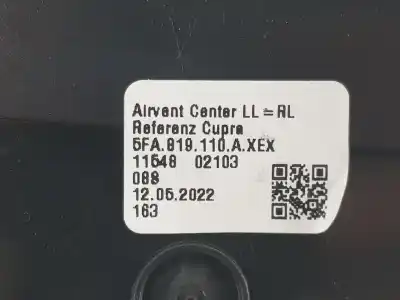 Airvent Center LL = RL
Referenz Cupra
5FA.819.110.A.XEX
11548 02103
088
12.05.2022
163